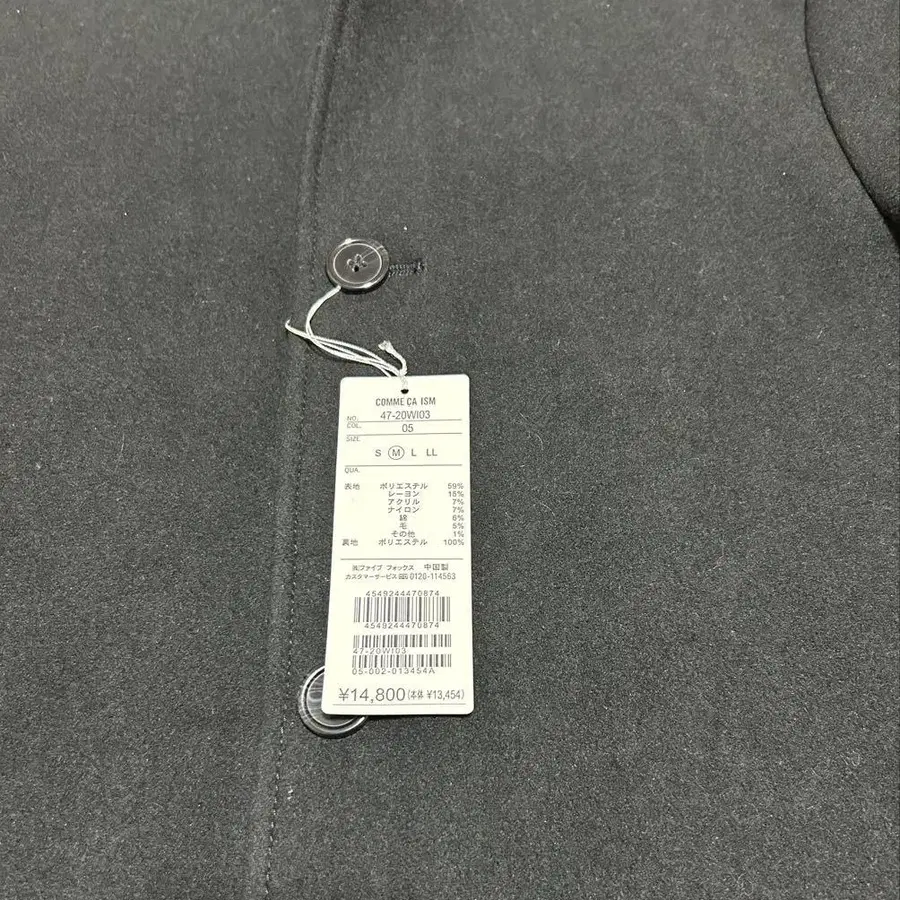 COMME CA ISM
NO. 47-20WI03
COL. 05
SIZE
S M L LL
QUA.
表地 ポリエステル 59%
レーヨン 15%
アクリル 7%
ナイロン 7%
綿 6%
毛 5%
その他 1%
裏地 ポリエステル 100%
㈱ファイブ フォックス 中国製
カスタマーサービス 0120-114563
4549244470874
4549244470874
47-20WI03
05-002-013454A
¥14,800(本体 ¥13,454)